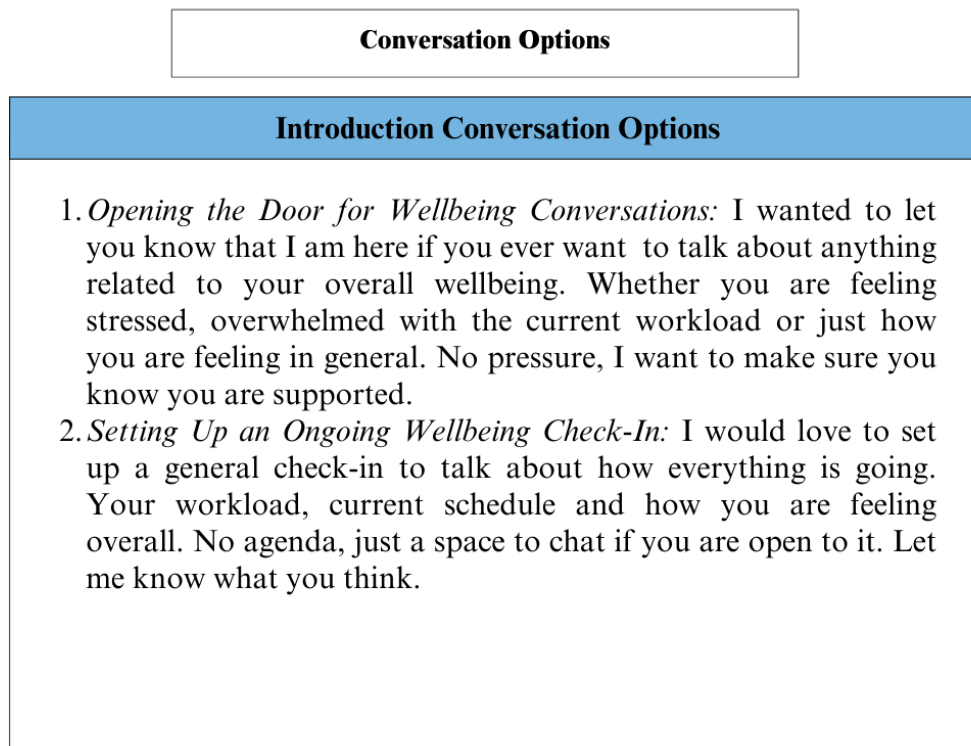 Conversation Options
Introduction Conversation Options
1. Opening the Door for Wellbeing Conversations: I wanted to let
you know that I am here if you ever want to talk about anything
related to your overall wellbeing. Whether you are feeling
stressed, overwhelmed with the current workload or just how
you are feeling in general. No pressure, I want to make sure you
know you are supported.
2. Setting Up an Ongoing Wellbeing Check-In: I would love to set
up a general check-in to talk about how everything is going.
Your workload, current schedule and how you are feeling
overall. No agenda, just a space to chat if you are open to it. Let
me know what you think.